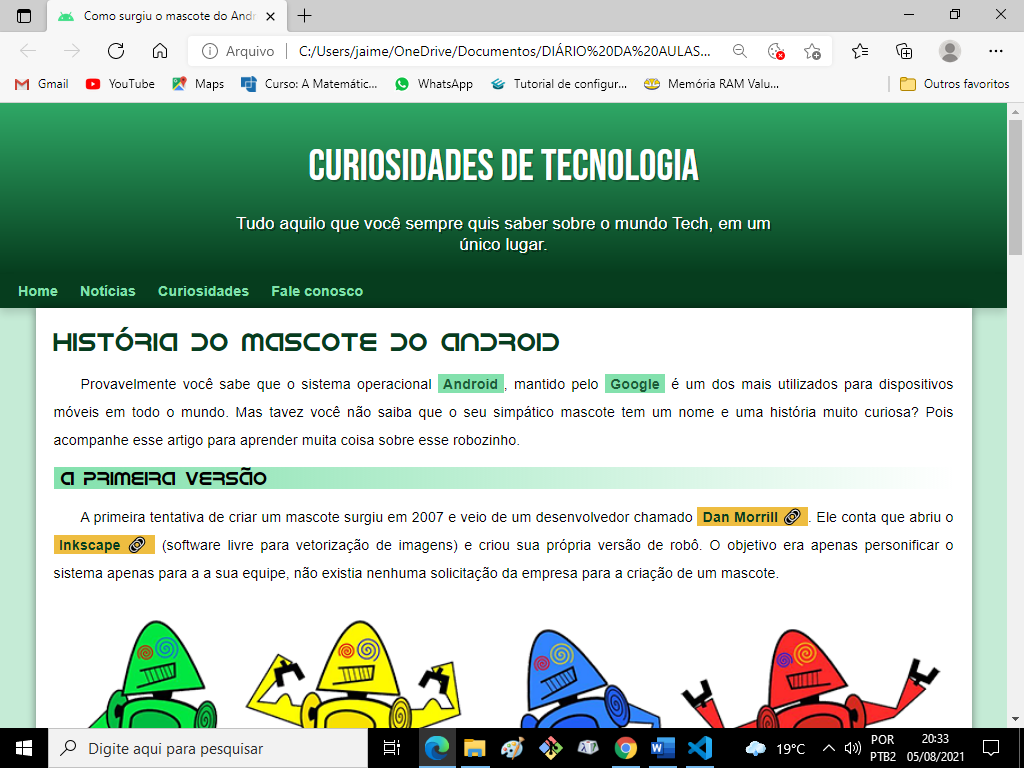 Como surgiu o mascote do Andr
Arquivo
C:/Users/jaime/OneDrive/Documentos/DIÁRIO%20DA%20AULAS...
Gmail
YouTube
Maps
Curso: A Matemátic...
WhatsApp
Tutorial de configur...
Memória RAM Valu...
Outros favoritos
CURIOSIDADES DE TECNOLOGIA
Tudo aquilo que você sempre quis saber sobre o mundo Tech, em um
único lugar.
Home Notícias Curiosidades Fale conosco
História do mascote do Android
Provavelmente você sabe que o sistema operacional Android, mantido pelo Google é um dos mais utilizados para dispositivos
móveis em todo o mundo. Mas tavez você não saiba que o seu simpático mascote tem um nome e uma história muito curiosa? Pois
acompanhe esse artigo para aprender muita coisa sobre esse robozinho.
A primeira versão
A primeira tentativa de criar um mascote surgiu em 2007 e veio de um desenvolvedor chamado Dan Morrill. Ele conta que abriu o
Inkscape (software livre para vetorização de imagens) e criou sua própria versão de robô. O objetivo era apenas personificar o
sistema apenas para a a sua equipe, não existia nenhuma solicitação da empresa para a criação de um mascote.
Digite aqui para pesquisar
19°C
POR
PTB2
20:33
05/08/2021